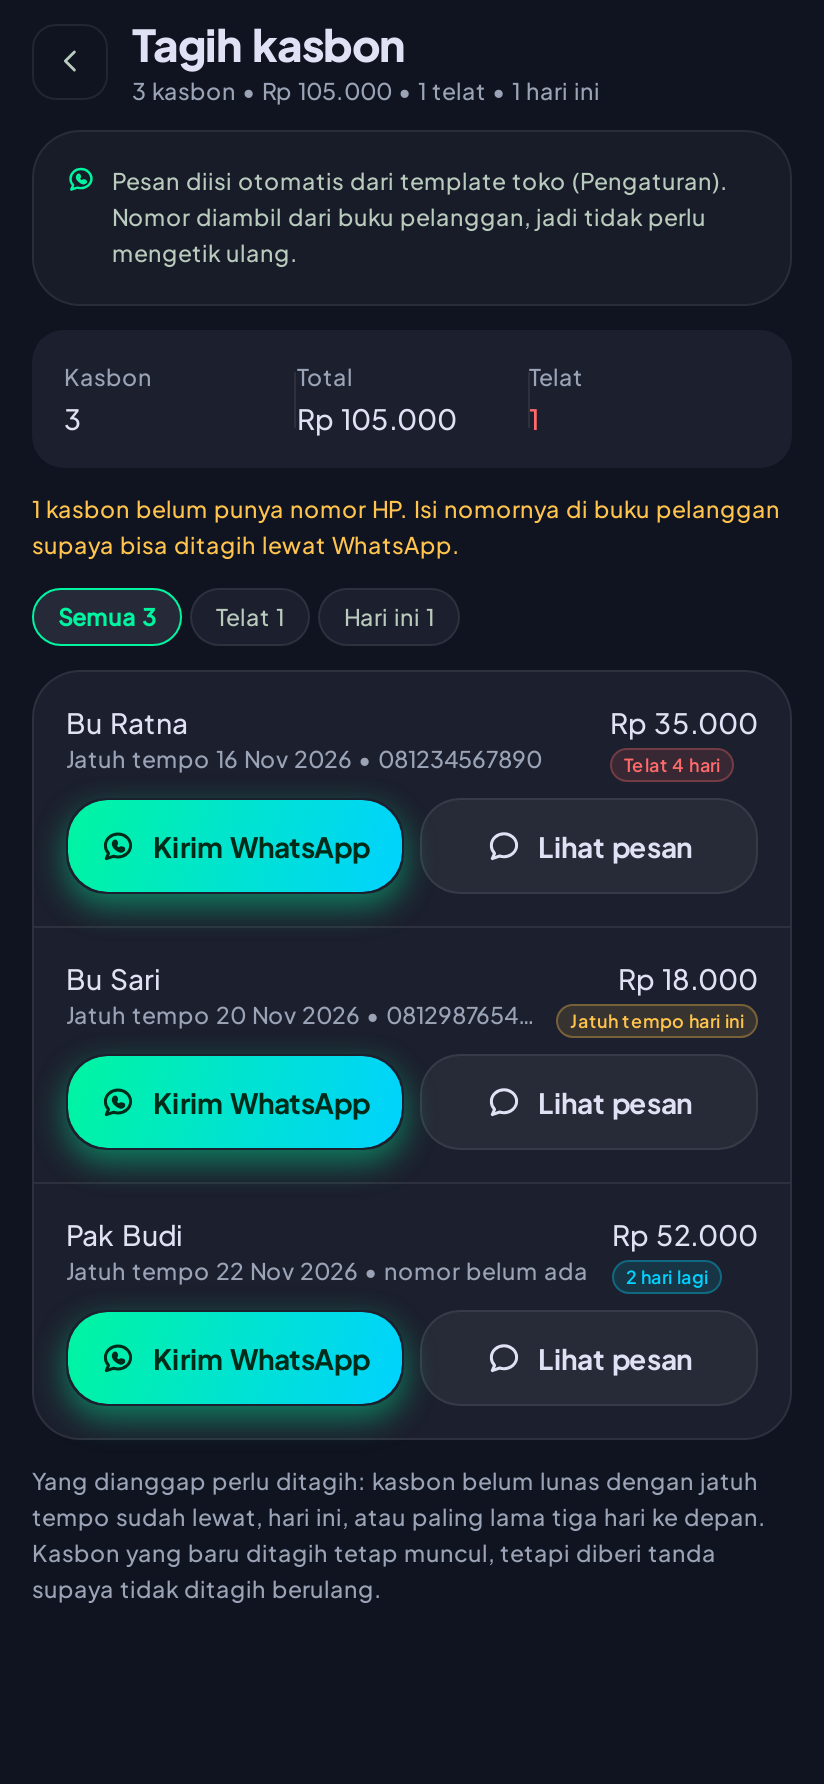 Tagih kasbon
3 kasbon • Rp 105.000 • 1 telat • 1 hari ini
Pesan diisi otomatis dari template toko (Pengaturan).
Nomor diambil dari buku pelanggan, jadi tidak perlu
mengetik ulang.
Kasbon Total Telat
3 Rp 105.000 1
1 kasbon belum punya nomor HP. Isi nomornya di buku pelanggan
supaya bisa ditagih lewat WhatsApp.
Semua 3 Telat 1 Hari ini 1
Bu Ratna Rp 35.000
Jatuh tempo 16 Nov 2026 • 081234567890 Telat 4 hari
Kirim WhatsApp Lihat pesan
Bu Sari Rp 18.000
Jatuh tempo 20 Nov 2026 • 0812987654... Jatuh tempo hari ini
Kirim WhatsApp Lihat pesan
Pak Budi Rp 52.000
Jatuh tempo 22 Nov 2026 • nomor belum ada 2 hari lagi
Kirim WhatsApp Lihat pesan
Yang dianggap perlu ditagih: kasbon belum lunas dengan jatuh
tempo sudah lewat, hari ini, atau paling lama tiga hari ke depan.
Kasbon yang baru ditagih tetap muncul, tetapi diberi tanda
supaya tidak ditagih berulang.